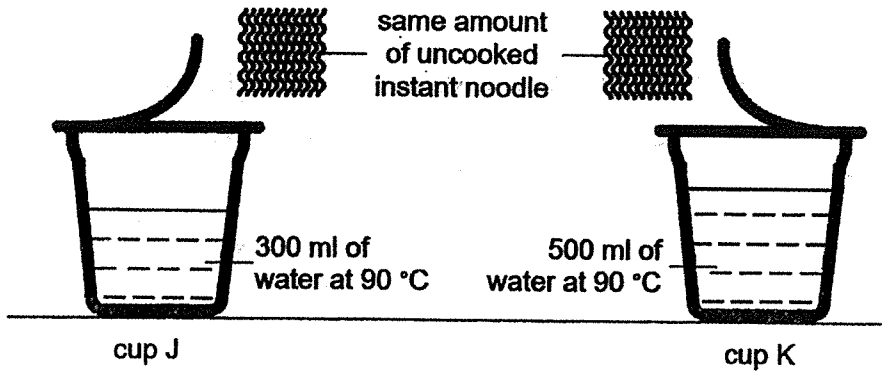 same amount
of uncooked
instant noodle
300 ml of
water at 90 °C
500 ml of
water at 90 °C
cup J
cup K